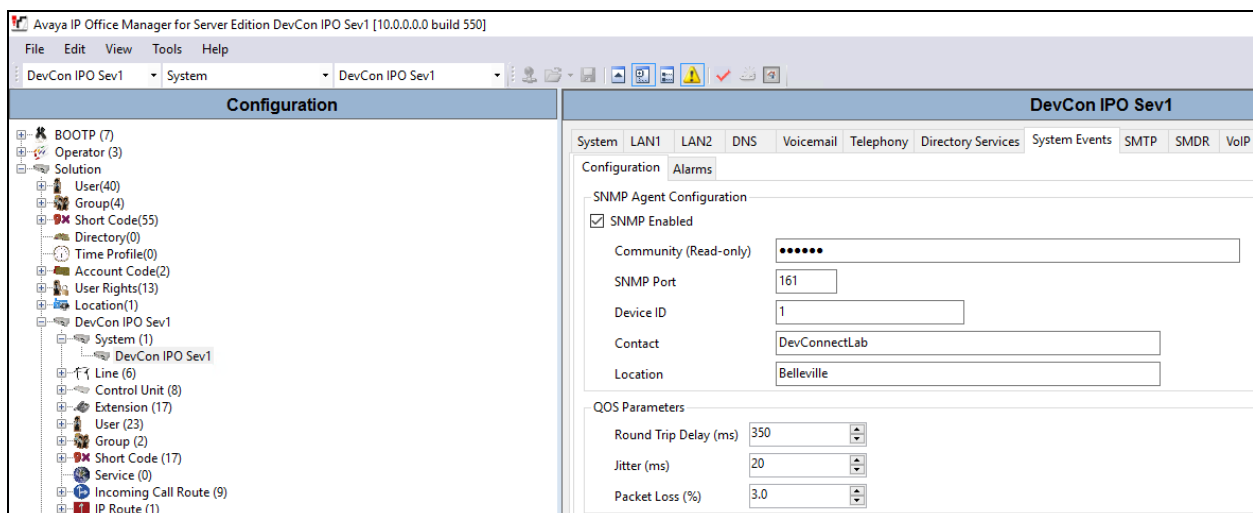 Avaya IP Office Manager for Server Edition DevCon IPO Sev1 [10.0.0.0.0 build 550]
File Edit View Tools Help
DevCon IPO Sev1 System DevCon IPO Sev1
Configuration
BOOTP (7)
Operator (3)
Solution
User(40)
Group(4)
Short Code(55)
Directory(0)
Time Profile(0)
Account Code(2)
User Rights(13)
Location(1)
DevCon IPO Sev1
System (1)
DevCon IPO Sev1
Line (6)
Control Unit (8)
Extension (17)
User (23)
Group (2)
Short Code (17)
Service (0)
Incoming Call Route (9)
IP Route (1)
DevCon IPO Sev1
System LAN1 LAN2 DNS Voicemail Telephony Directory Services System Events SMTP SMDR VoIP
Configuration Alarms
SNMP Agent Configuration
SNMP Enabled
Community (Read-only) ●●●●●●
SNMP Port 161
Device ID 1
Contact DevConnectLab
Location Belleville
QOS Parameters
Round Trip Delay (ms) 350
Jitter (ms) 20
Packet Loss (%) 3.0